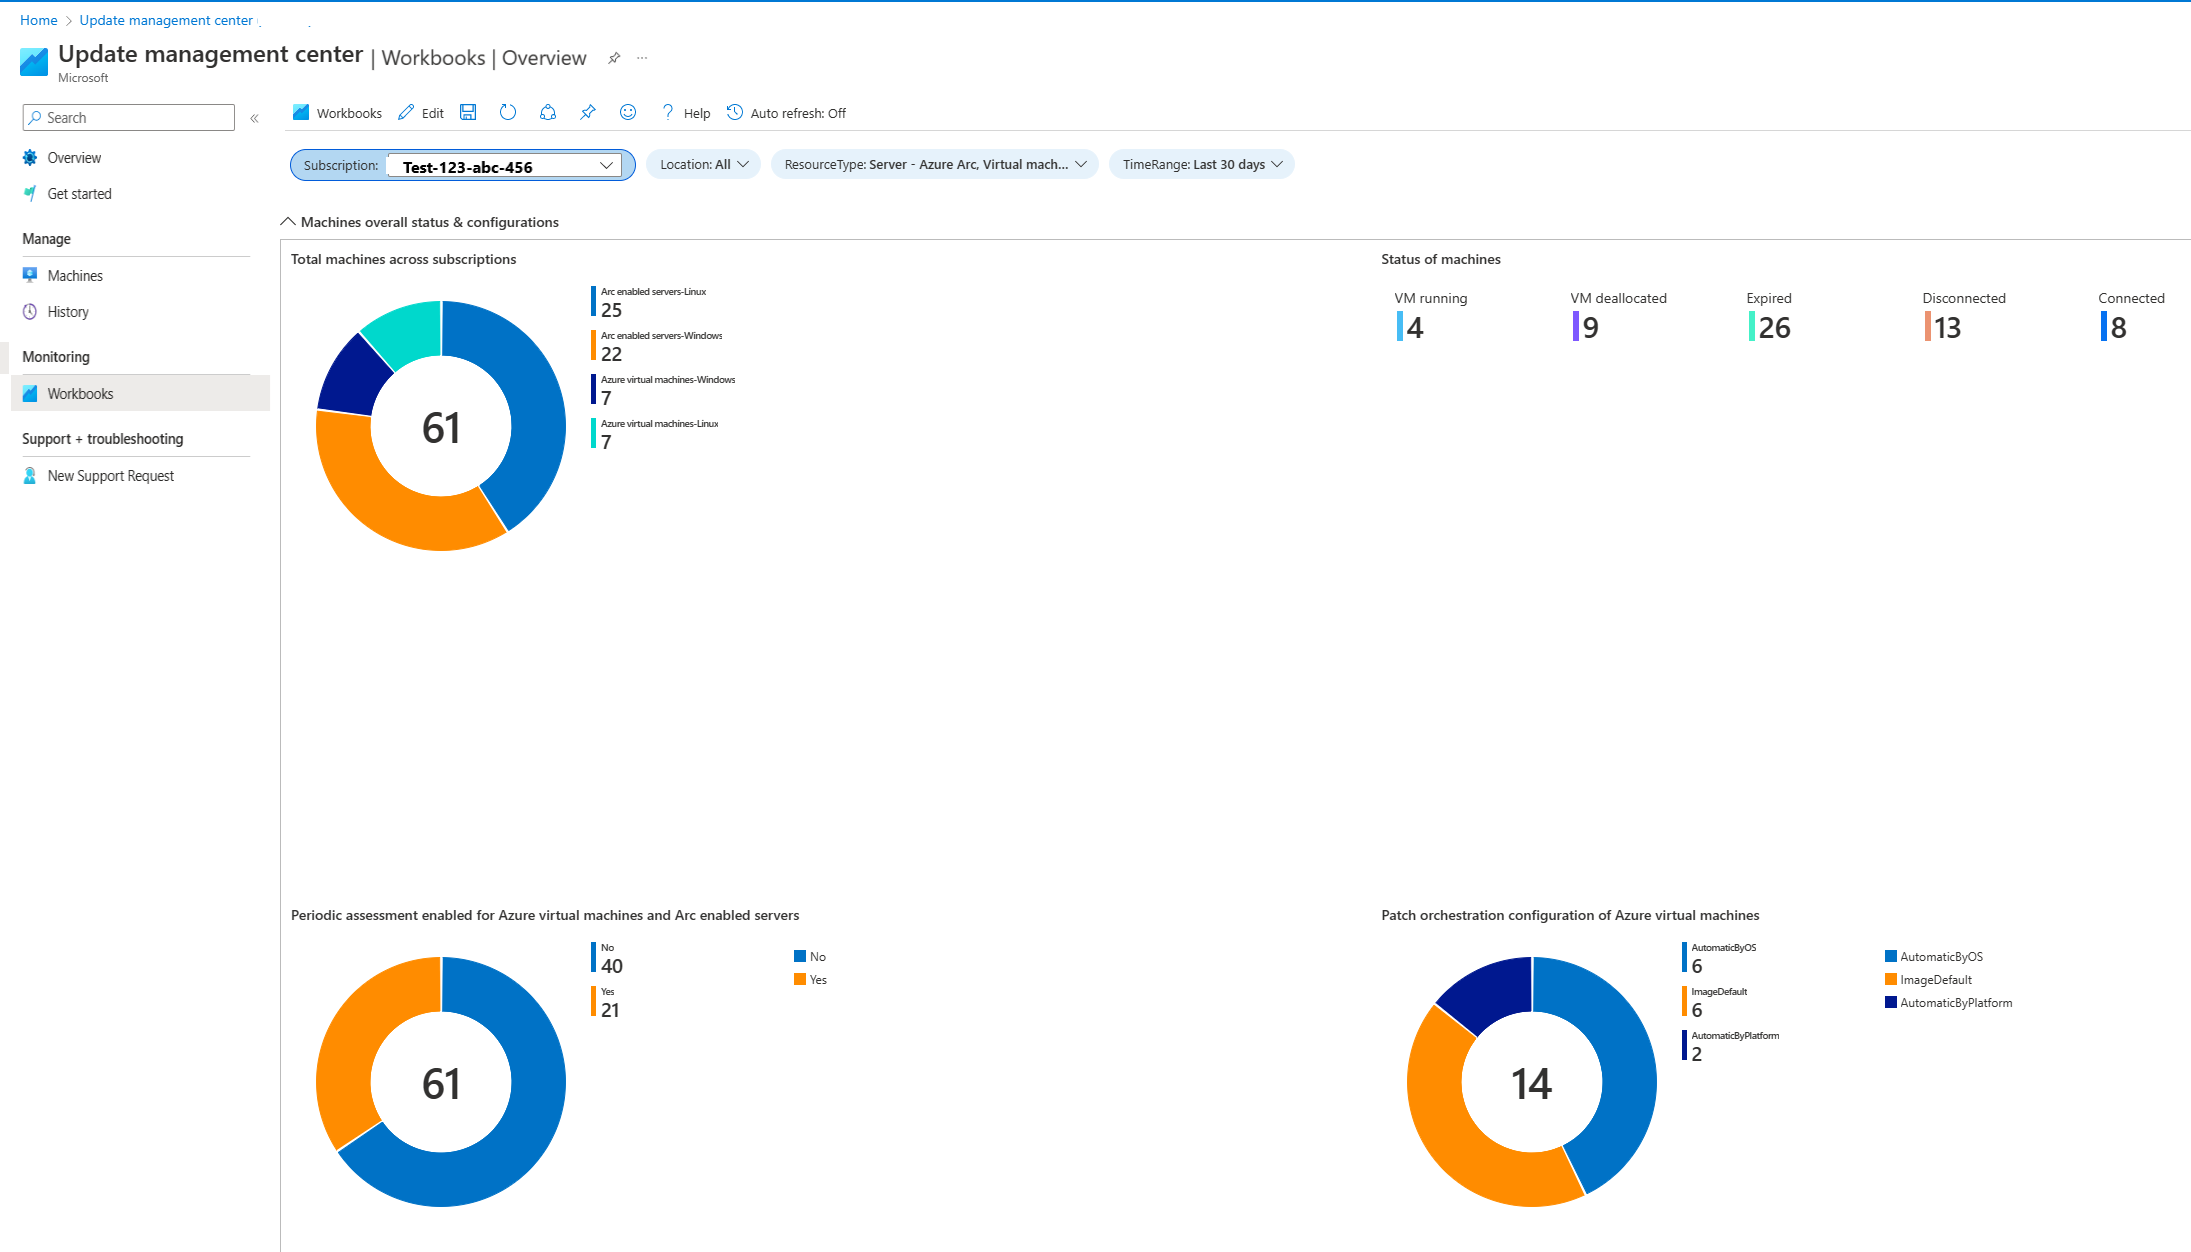 Home > Update management center
Update management center | Workbooks | Overview
Microsoft
Search
Overview
Get started
Manage
Machines
History
Monitoring
Workbooks
Support + troubleshooting
New Support Request
Workbooks Edit Help Auto refresh: Off
Subscription: Test-123-abc-456 Location: All ResourceType: Server - Azure Arc, Virtual mach... TimeRange: Last 30 days
Machines overall status & configurations
Total machines across subscriptions
61
Arc enabled servers-Linux
25
Arc enabled servers-Windows
22
Azure virtual machines-Windows
7
Azure virtual machines-Linux
7
Status of machines
VM running
4
VM deallocated
9
Expired
26
Disconnected
13
Connected
8
Periodic assessment enabled for Azure virtual machines and Arc enabled servers
61
No
40
Yes
21
No
Yes
Patch orchestration configuration of Azure virtual machines
14
AutomaticByOS
6
ImageDefault
6
AutomaticByPlatform
2
AutomaticByOS
ImageDefault
AutomaticByPlatform